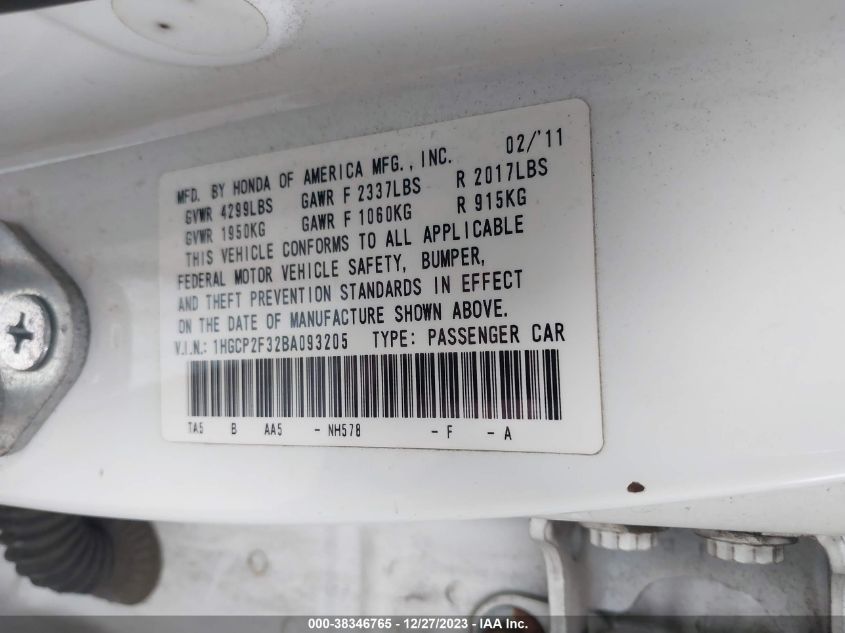 02/'11
MFD. BY HONDA OF AMERICA MFG., INC.
GVWR 4299LBS GAWR F 2337LBS R 2017LBS
GVWR 1950KG GAWR F 1060KG R 915KG
THIS VEHICLE CONFORMS TO ALL APPLICABLE
FEDERAL MOTOR VEHICLE SAFETY, BUMPER,
AND THEFT PREVENTION STANDARDS IN EFFECT
ON THE DATE OF MANUFACTURE SHOWN ABOVE.
V.I.N.: 1HGCP2F32BA093205 TYPE: PASSENGER CAR
TA5 B AA5 - NH578 - F - A
000-38346765 - 12/27/2023 - IAA Inc.